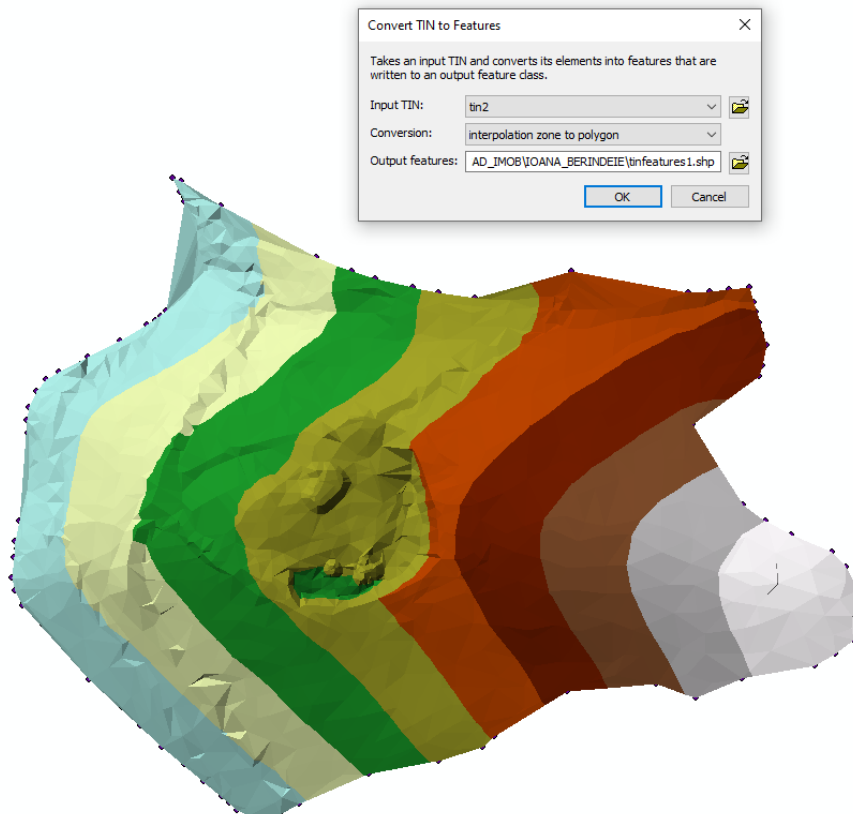 Convert TIN to Features
Takes an input TIN and converts its elements into features that are
written to an output feature class.
Input TIN: tin2
Conversion: interpolation zone to polygon
Output features: AD_IMOB\IOANA_BERINDEIE\tinfeatures1.shp
OK Cancel